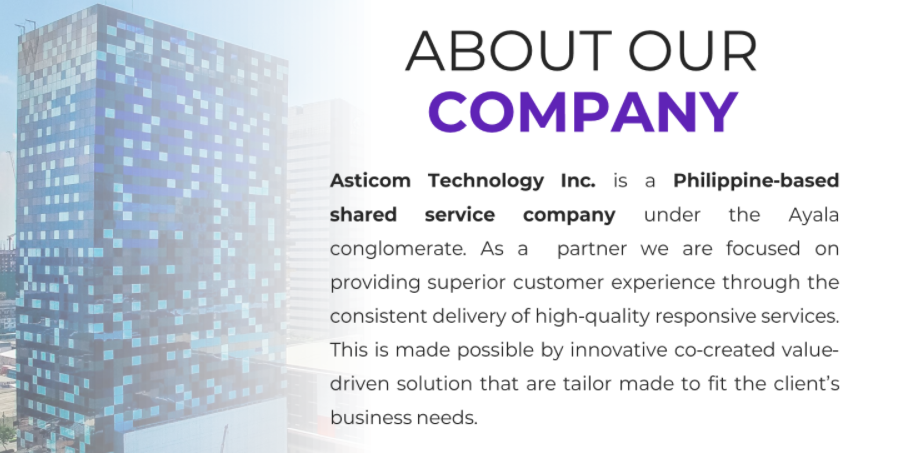 ABOUT OUR
COMPANY
Asticom Technology Inc. is a Philippine-based
shared service company under the Ayala
conglomerate. As a partner we are focused on
providing superior customer experience through the
consistent delivery of high-quality responsive services.
This is made possible by innovative co-created value-
driven solution that are tailor made to fit the client's
business needs.